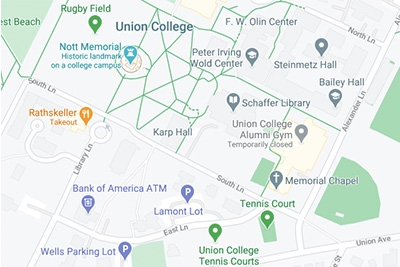 Rugby Field
Union College
F. W. Olin Center
North Ln
West Beach
Nott Memorial
Historic landmark
on a college campus
Peter Irving
Wold Center
Steinmetz Hall
South Ln
Bailey Hall
Schaffer Library
Rathskeller
Takeout
Alexander Ln
Karp Hall
Union College
Alumni Gym
Temporarily closed
Library Ln
South Ln
Union Ave
Bank of America ATM
Memorial Chapel
Lamont Lot
Tennis Court
East Ln
Wells Parking Lot
Union College
Tennis Courts
e St